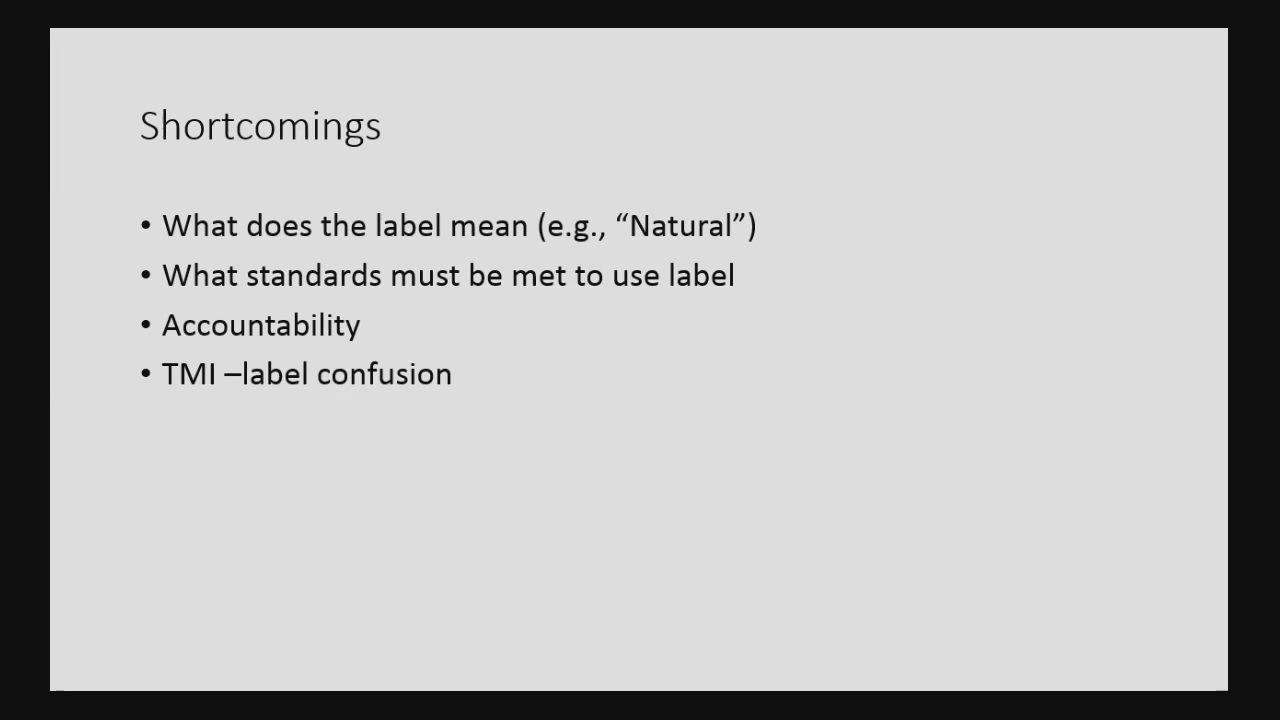 Shortcomings
• What does the label mean (e.g., “Natural”)
• What standards must be met to use label
• Accountability
• TMI –label confusion